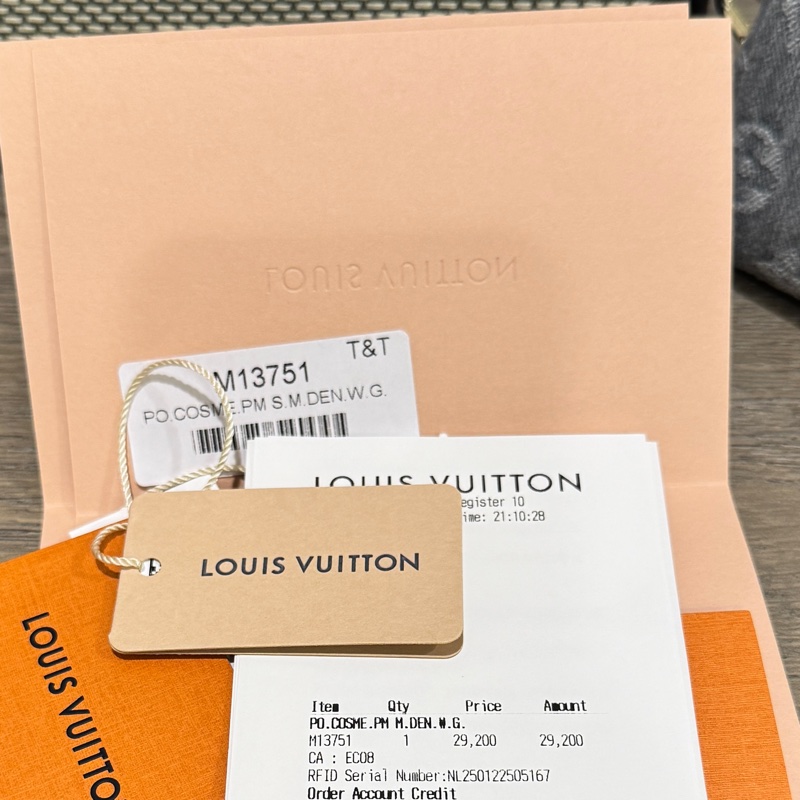 LOUIS VUITTON
T&T
M13751
PO.COSME.PM S.M.DEN.W.G.
LOUIS VUITTON
egister 10
ime: 21:10:28
LOUIS VUITTON
LOUIS VUITTO
Item Qty Price Amount
PO.COSME.PM M.DEN.W.G.
M13751 1 29,200 29,200
CA : EC08
RFID Serial Number:NL250122505167
Order Account Credit